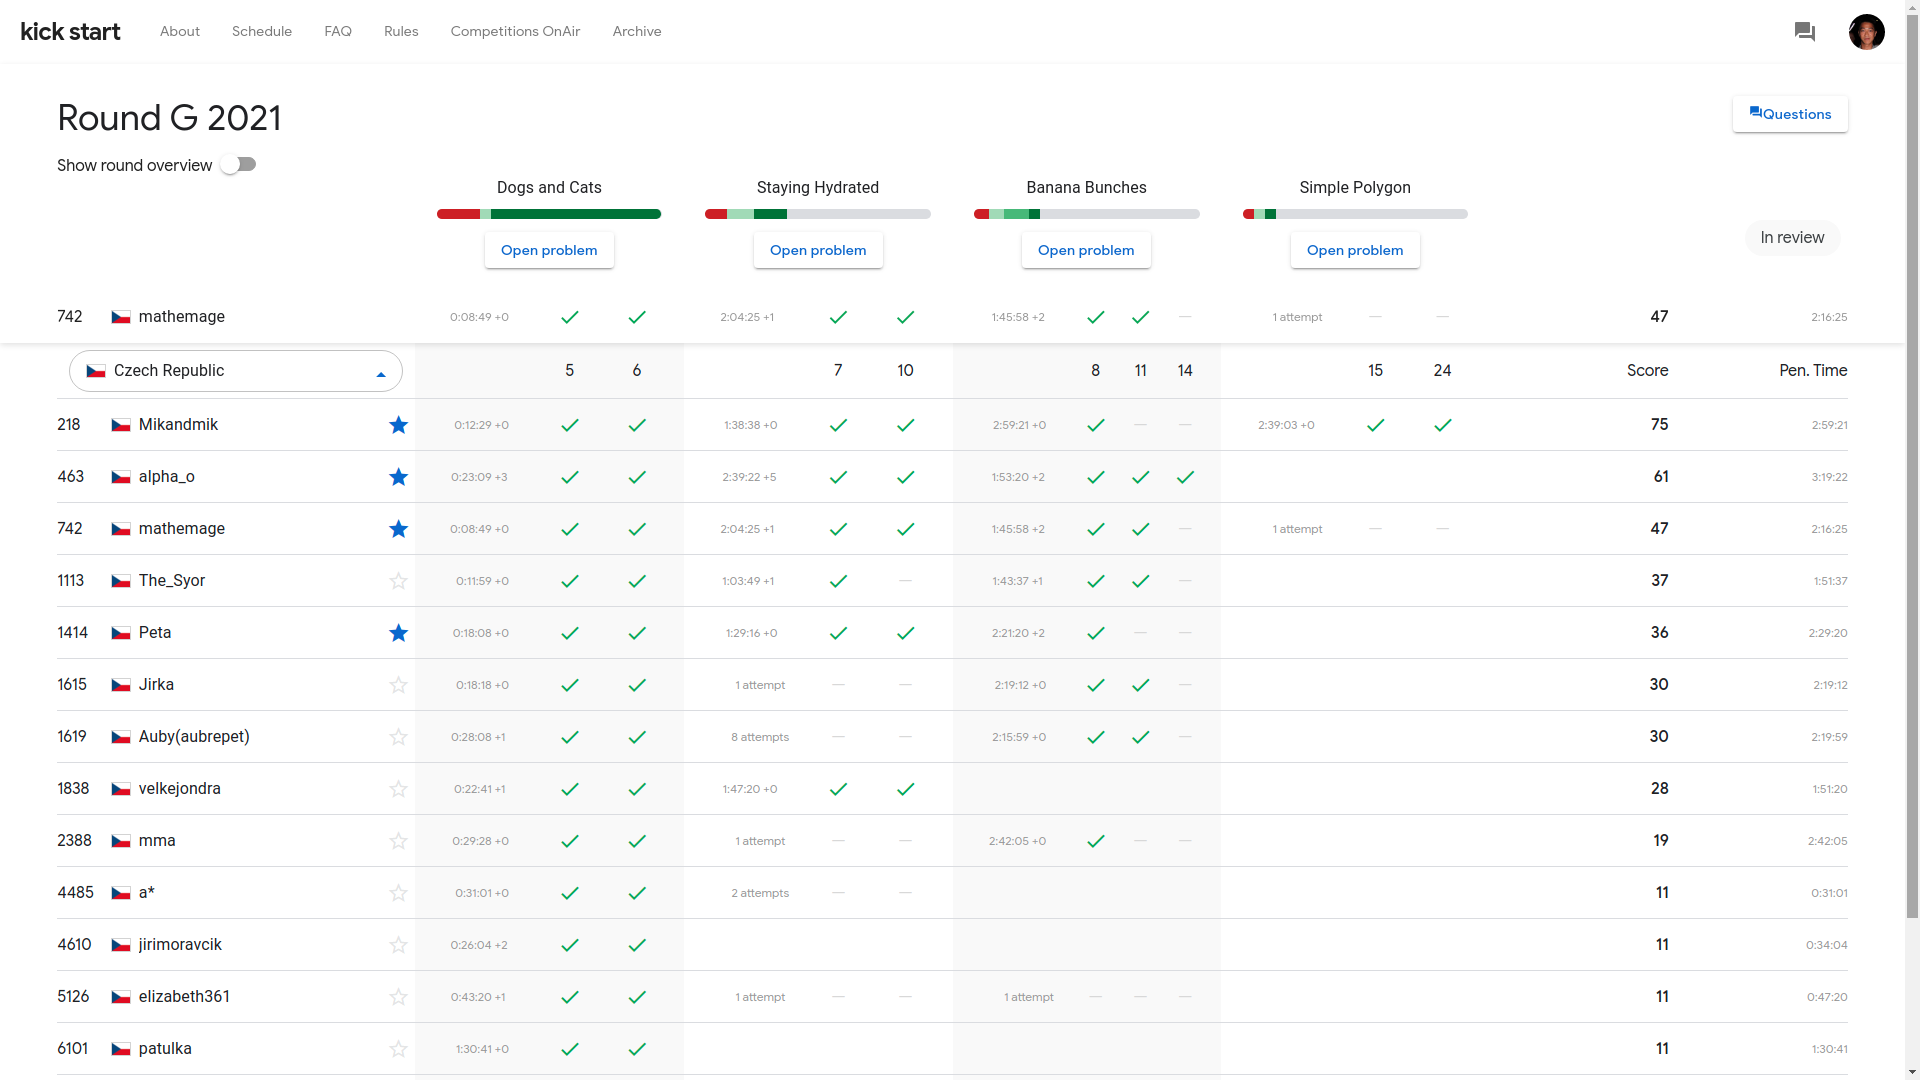 kick start About Schedule FAQ Rules Competitions OnAir Archive
Round G 2021
Questions
Show round overview
Dogs and Cats Staying Hydrated Banana Bunches Simple Polygon
Open problem Open problem Open problem Open problem
In review
742 mathemage 0:08:49 +0 2:04:25 +1 1:45:58 +2 — 1 attempt — — 47 2:16:25
Czech Republic 5 6 7 10 8 11 14 15 24 Score Pen. Time
218 Mikandmik 0:12:29 +0 1:38:38 +0 2:59:21 +0 — — 2:39:03 +0 75 2:59:21
463 alpha_o 0:23:09 +3 2:39:22 +5 1:53:20 +2 61 3:19:22
742 mathemage 0:08:49 +0 2:04:25 +1 1:45:58 +2 — 1 attempt — — 47 2:16:25
1113 The_Syor 0:11:59 +0 1:03:49 +1 — 1:43:37 +1 — 37 1:51:37
1414 Peta 0:18:08 +0 1:29:16 +0 2:21:20 +2 — — 36 2:29:20
1615 Jirka 0:18:18 +0 1 attempt — — 2:19:12 +0 — 30 2:19:12
1619 Auby(aubrepet) 0:28:08 +1 8 attempts — — 2:15:59 +0 — 30 2:19:59
1838 velkejondra 0:22:41 +1 1:47:20 +0 28 1:51:20
2388 mma 0:29:28 +0 1 attempt — — 2:42:05 +0 — — 19 2:42:05
4485 a* 0:31:01 +0 2 attempts — — 11 0:31:01
4610 jirimoravcik 0:26:04 +2 11 0:34:04
5126 elizabeth361 0:43:20 +1 1 attempt — — 1 attempt — — — 11 0:47:20
6101 patulka 1:30:41 +0 11 1:30:41